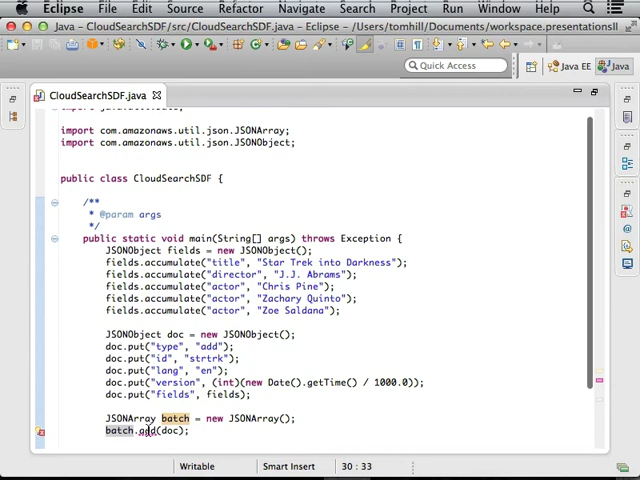 Eclipse File Edit Source Refactor Navigate Search Project Run Window Help
Java - CloudSearchSDF/src/CloudSearchSDF.java - Eclipse - /Users/tomhill/Documents/workspace.presentationsII
Quick Access
Java EE
Java
CloudSearchSDF.java
import com.amazonaws.util.json.JSONArray;
import com.amazonaws.util.json.JSONObject;
public class CloudSearchSDF {
/**
* @param args
*/
public static void main(String[] args) throws Exception {
JSONObject fields = new JSONObject();
fields.accumulate("title", "Star Trek into Darkness");
fields.accumulate("director", "J.J. Abrams");
fields.accumulate("actor", "Chris Pine");
fields.accumulate("actor", "Zachary Quinto");
fields.accumulate("actor", "Zoe Saldana");
JSONObject doc = new JSONObject();
doc.put("type", "add");
doc.put("id", "strtrk");
doc.put("lang", "en");
doc.put("version", (int)(new Date().getTime() / 1000.0));
doc.put("fields", fields);
JSONArray batch = new JSONArray();
batch.add(doc);
Writable
Smart Insert
30 : 33